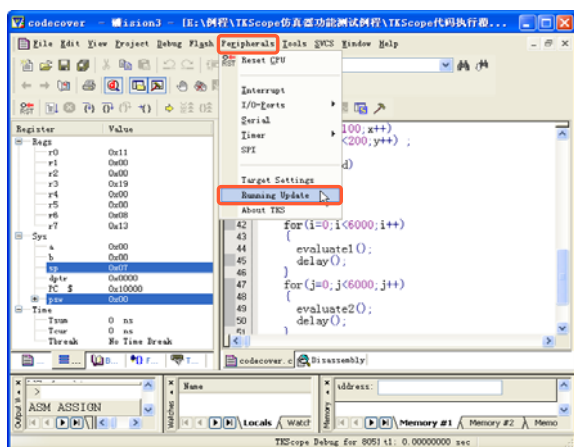 codecover - μVision3 - [E:\例程\TKScope仿真器功能测试例程\TKScope代码执行覆...
File Edit View Project Debug Flash Peripherals Tools SVCS Window Help
Reset CPU
Interrupt
I/O-Ports
Serial
Timer
SPI
Target Settings
Running Update
About TKS
Register Value
Regs
r0 0x11
r1 0x00
r2 0x00
r3 0x19
r4 0x00
r5 0x00
r6 0x08
r7 0x13
Sys
a 0x00
b 0x00
sp 0x07
dptr 0x0000
PC $ 0x10000
psw 0x00
Time
Tsum 0 ns
Tcur 0 ns
Tbreak No Time Break
100;x++)
<200;y++) ;
d)
42 for(i=0;i<6000;i++)
43 {
44 evaluate1();
45 delay();
46 }
47 for(j=0;j<6000;j++)
48 {
49 evaluate2();
50 delay();
51 }
B... F... T...
codecover.c Disassembly
>
ASM ASSIGN
Output W
Name
Watches
Locals Watch
Address:
Memory
Memory #1 Memory #2 Memo
TKScope Debug for 8051 t1: 0.00000000 sec